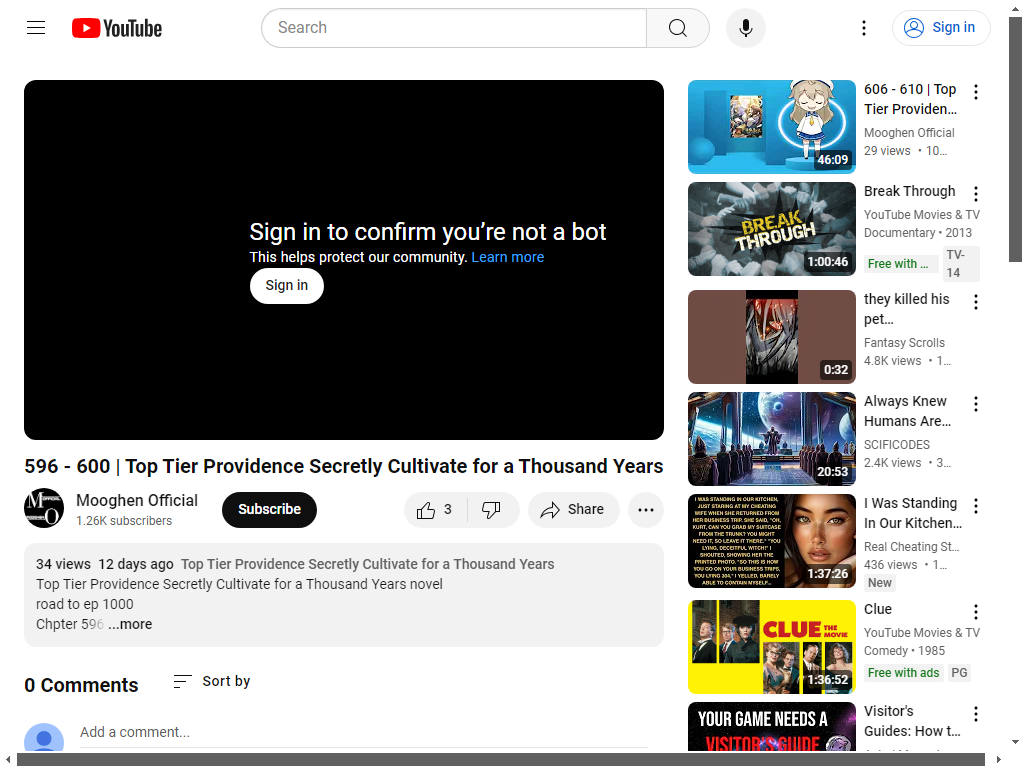 YouTube
Search
Sign in
Sign in to confirm you’re not a bot
This helps protect our community. Learn more
Sign in
596 - 600 | Top Tier Providence Secretly Cultivate for a Thousand Years
Mooghen Official
1.26K subscribers
Subscribe
3
Share
34 views 12 days ago Top Tier Providence Secretly Cultivate for a Thousand Years
Top Tier Providence Secretly Cultivate for a Thousand Years novel
road to ep 1000
Chpter 596 ...more
0 Comments
Sort by
Add a comment...
46:09
606 - 610 | Top
Tier Providen...
Mooghen Official
29 views • 10...
BREAK
THROUGH
1:00:46
Break Through
YouTube Movies & TV
Documentary • 2013
Free with ...
TV-
14
0:32
they killed his
pet...
Fantasy Scrolls
4.8K views • 1...
20:53
Always Knew
Humans Are...
SCIFICODES
2.4K views • 3...
I WAS STANDING IN OUR KITCHEN,
JUST STARING AT MY CHEATING
WIFE WHEN SHE RETURNED FROM
HER BUSINESS TRIP. SHE SAID, "OH,
KURT, CAN YOU GRAB MY SUITCASE
FROM THE TRUNK? YOU MIGHT
NEED IT, SO LEAVE IT THERE." "YOU
LYING, DECEITFUL WITCH!" I
SHOUTED, SHOWING HER THE
PRINTED PHOTO. "SO THIS IS HOW
YOU GO ON YOUR BUSINESS TRIPS,
YOU LYING 304," I YELLED, BARELY
ABLE TO CONTAIN MYSELF...
1:37:26
I Was Standing
In Our Kitchen...
Real Cheating St...
436 views • 1...
New
CLUE THE
MOVIE
1:36:52
Clue
YouTube Movies & TV
Comedy • 1985
Free with ads
PG
YOUR GAME NEEDS A
VISITOR'S GUIDE
Visitor's
Guides: How t...